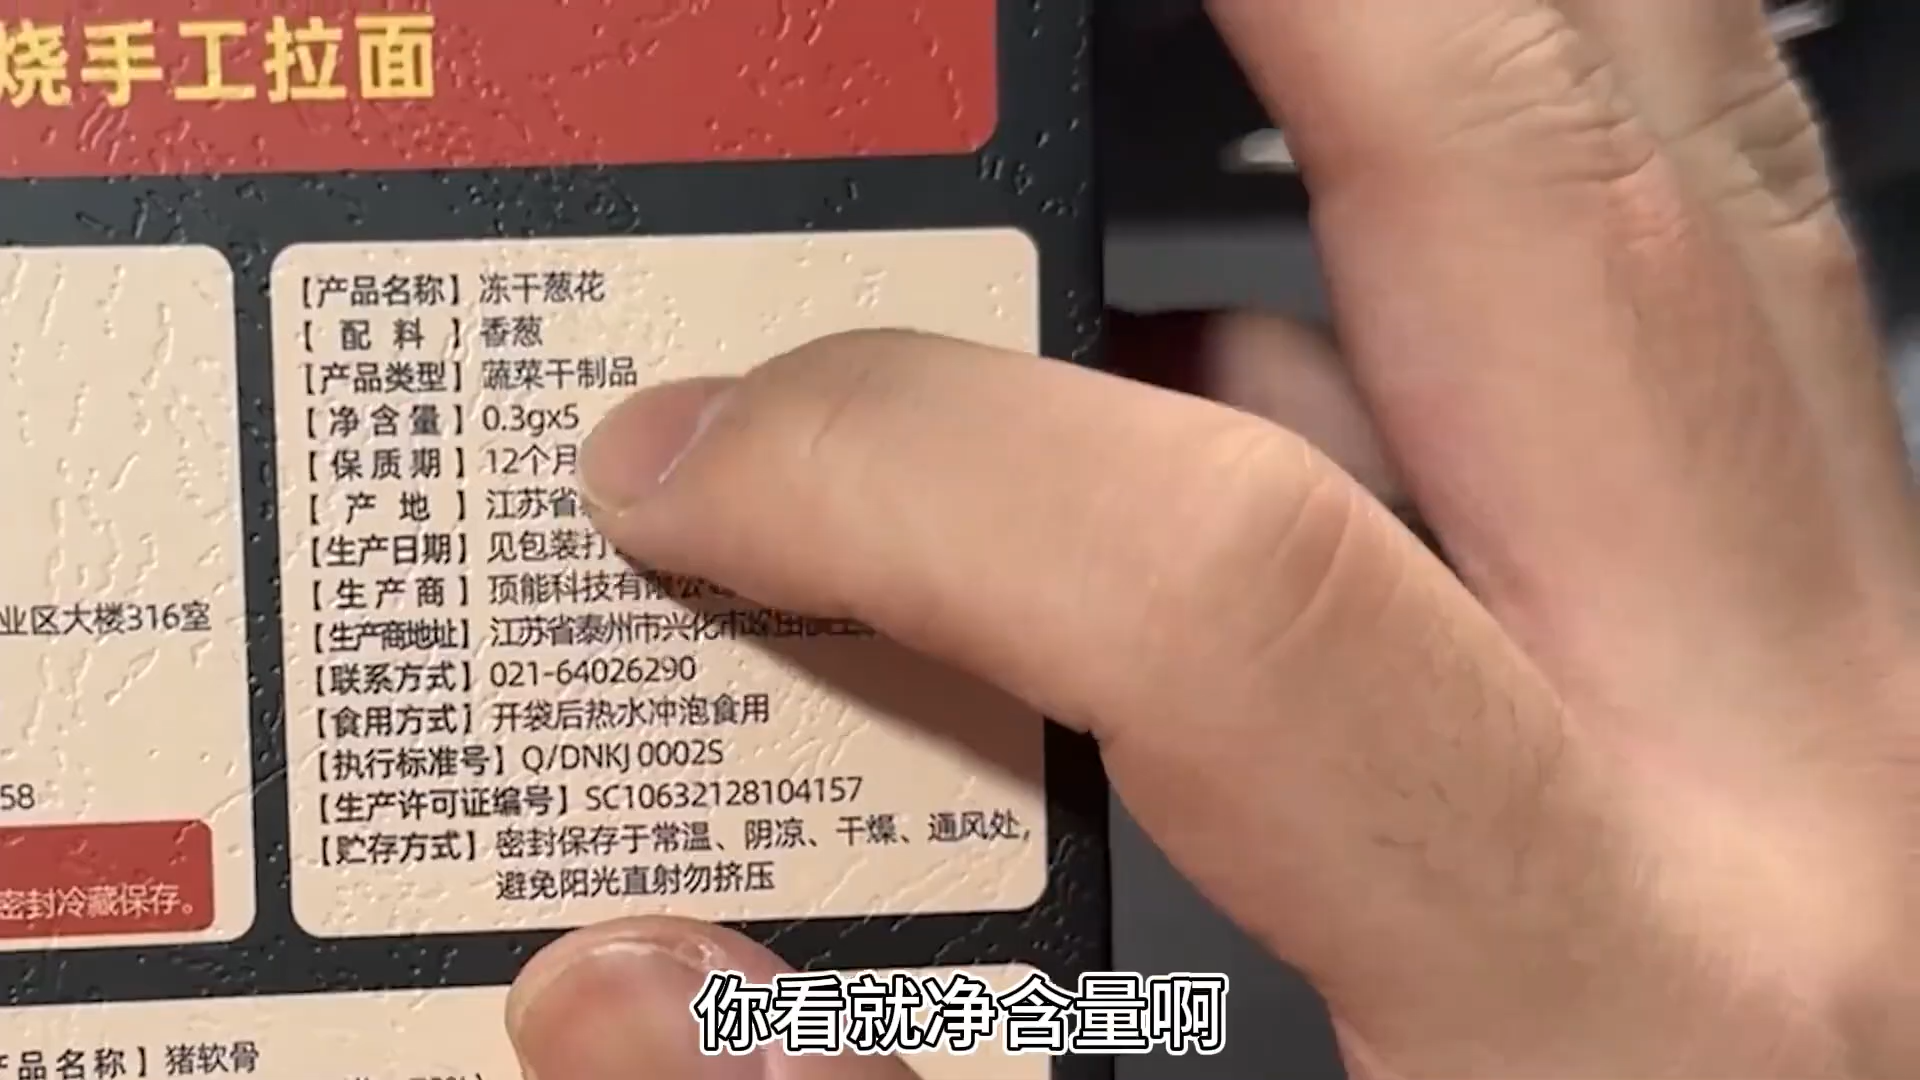 烧手工拉面
【产品名称】冻干葱花
【配料】香葱
【产品类型】蔬菜干制品
【净含量】0.3gx5
【保质期】12个月
【产地】江苏省
【生产日期】见包装打
【生产商】顶能科技有限公
【生产商地址】江苏省泰州市兴化市
【联系方式】021-64026290
【食用方式】开袋后热水冲泡食用
【执行标准号】Q/DNKJ 0002S
【生产许可证编号】SC10632128104157
【贮存方式】密封保存于常温、阴凉、干燥、通风处,
避免阳光直射勿挤压
业区大楼316室
58
密封冷藏保存。
产品名称】猪软骨
你看就净含量啊